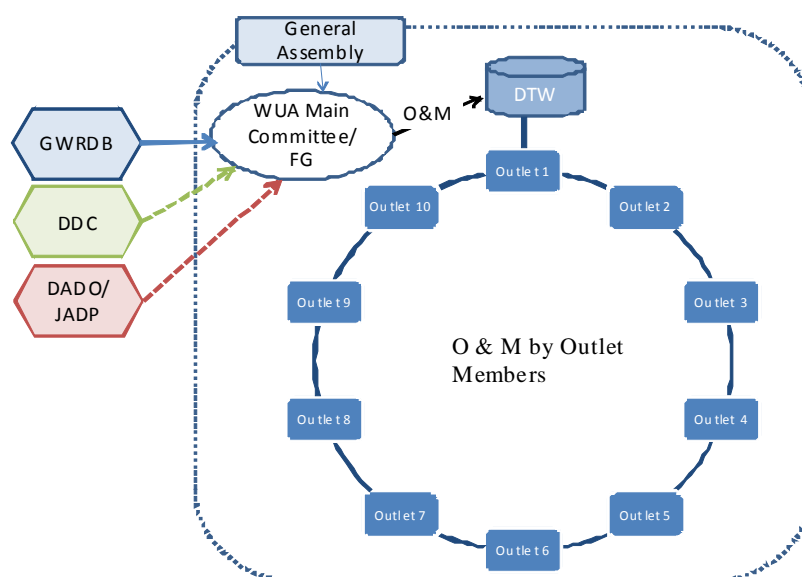 General
Assembly
WUA Main
Committee/
FG
O&M
DTW
GWRDB
DDC
DADO/
JADP
Outlet 1
Outlet 2
Outlet 3
Outlet 4
Outlet 5
Outlet 6
Outlet 7
Outlet 8
Outlet 9
Outlet 10
O & M by Outlet
Members